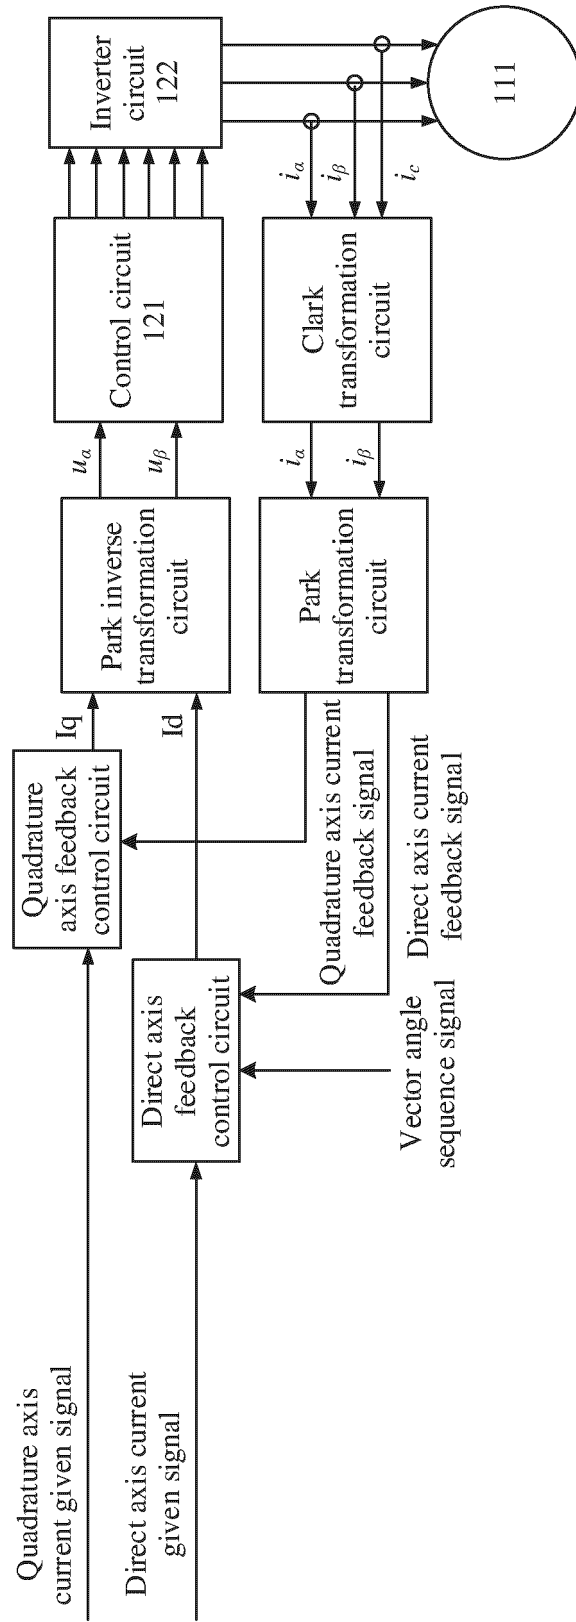 Quadrature axis
current given signal
Direct axis current
given signal
Quadrature
axis feedback
control circuit
Direct axis
feedback
control circuit
Vector angle
sequence signal
Iq
Id
Quadrature axis current
feedback signal
Direct axis current
feedback signal
Park inverse
transformation
circuit
Park
transformation
circuit
uα
uβ
iα
iβ
Control circuit
121
Clark
transformation
circuit
Inverter
circuit
122
iα
iβ
ic
111